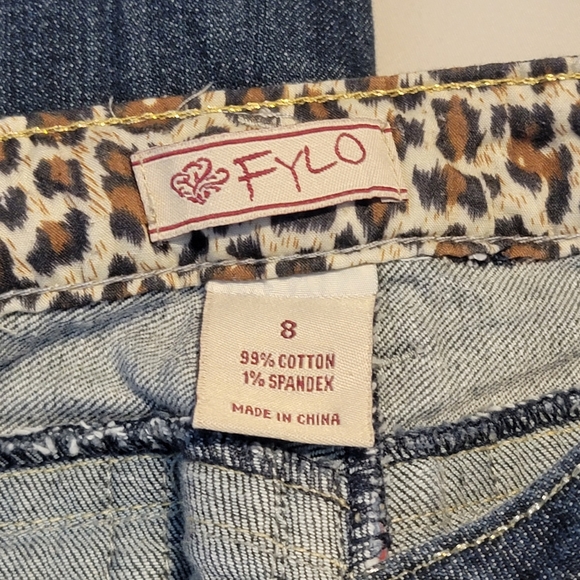 FYLO
8
99% COTTON
1% SPANDEX
MADE IN CHINA